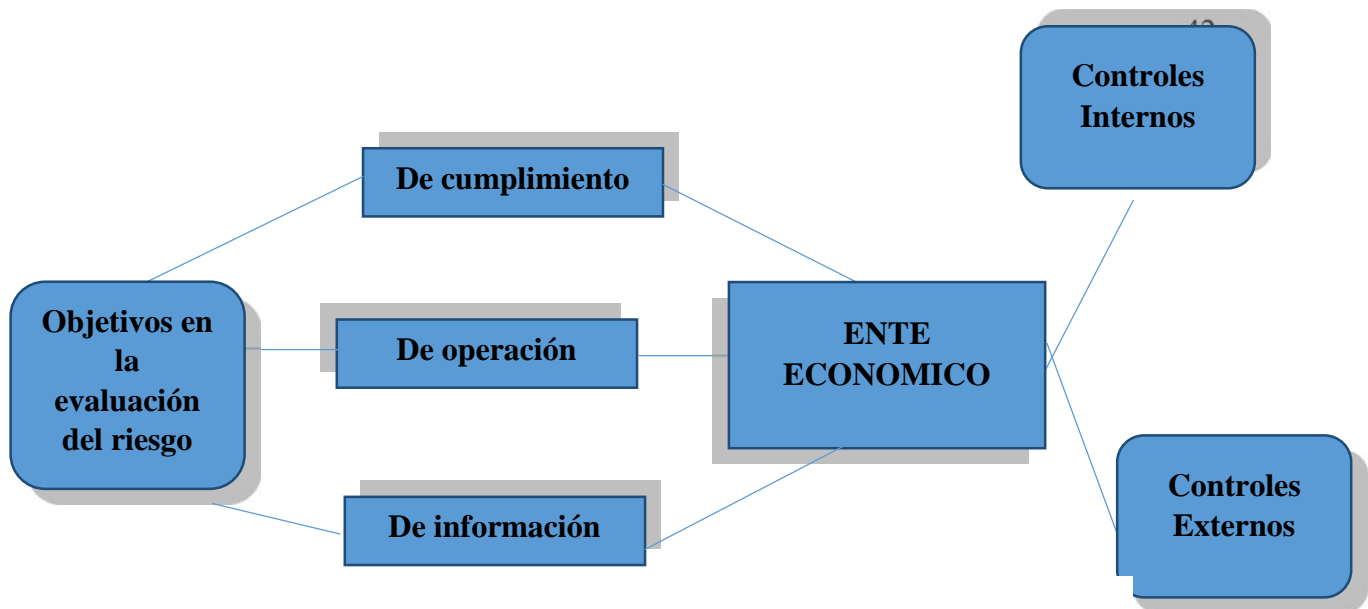 Controles
Internos
De cumplimiento
Objetivos en
la
evaluación
del riesgo
De operación
ENTE
ECONOMICO
De información
Controles
Externos